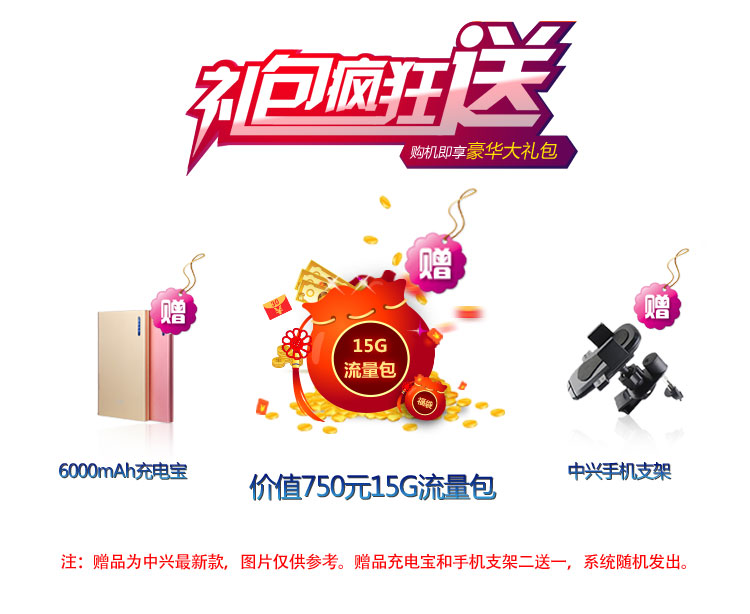 礼包疯狂送
购机即享豪华大礼包
赠
赠
赠
15G
流量包
福袋
6000mAh充电宝
价值750元15G流量包
中兴手机支架
注：赠品为中兴最新款，图片仅供参考。赠品充电宝和手机支架二送一，系统随机发出。